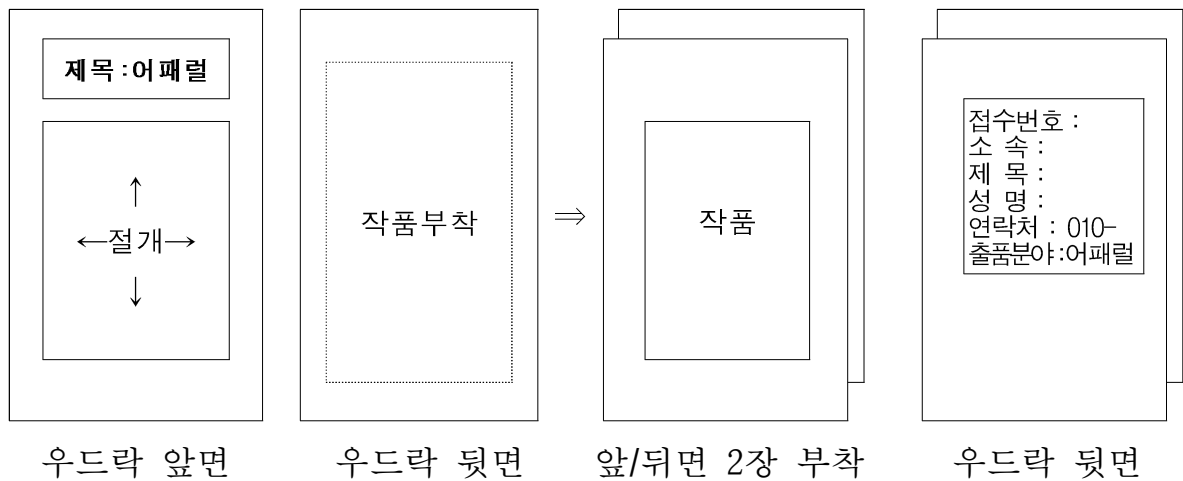 제목:어패럴
↑
←절개→
↓
우드락 앞면
작품부착
우드락 뒷면
⇒
작품
앞/뒤면 2장 부착
접수번호 :
소 속 :
제 목 :
성 명 :
연락처 : 010-
출품분야:어패럴
우드락 뒷면